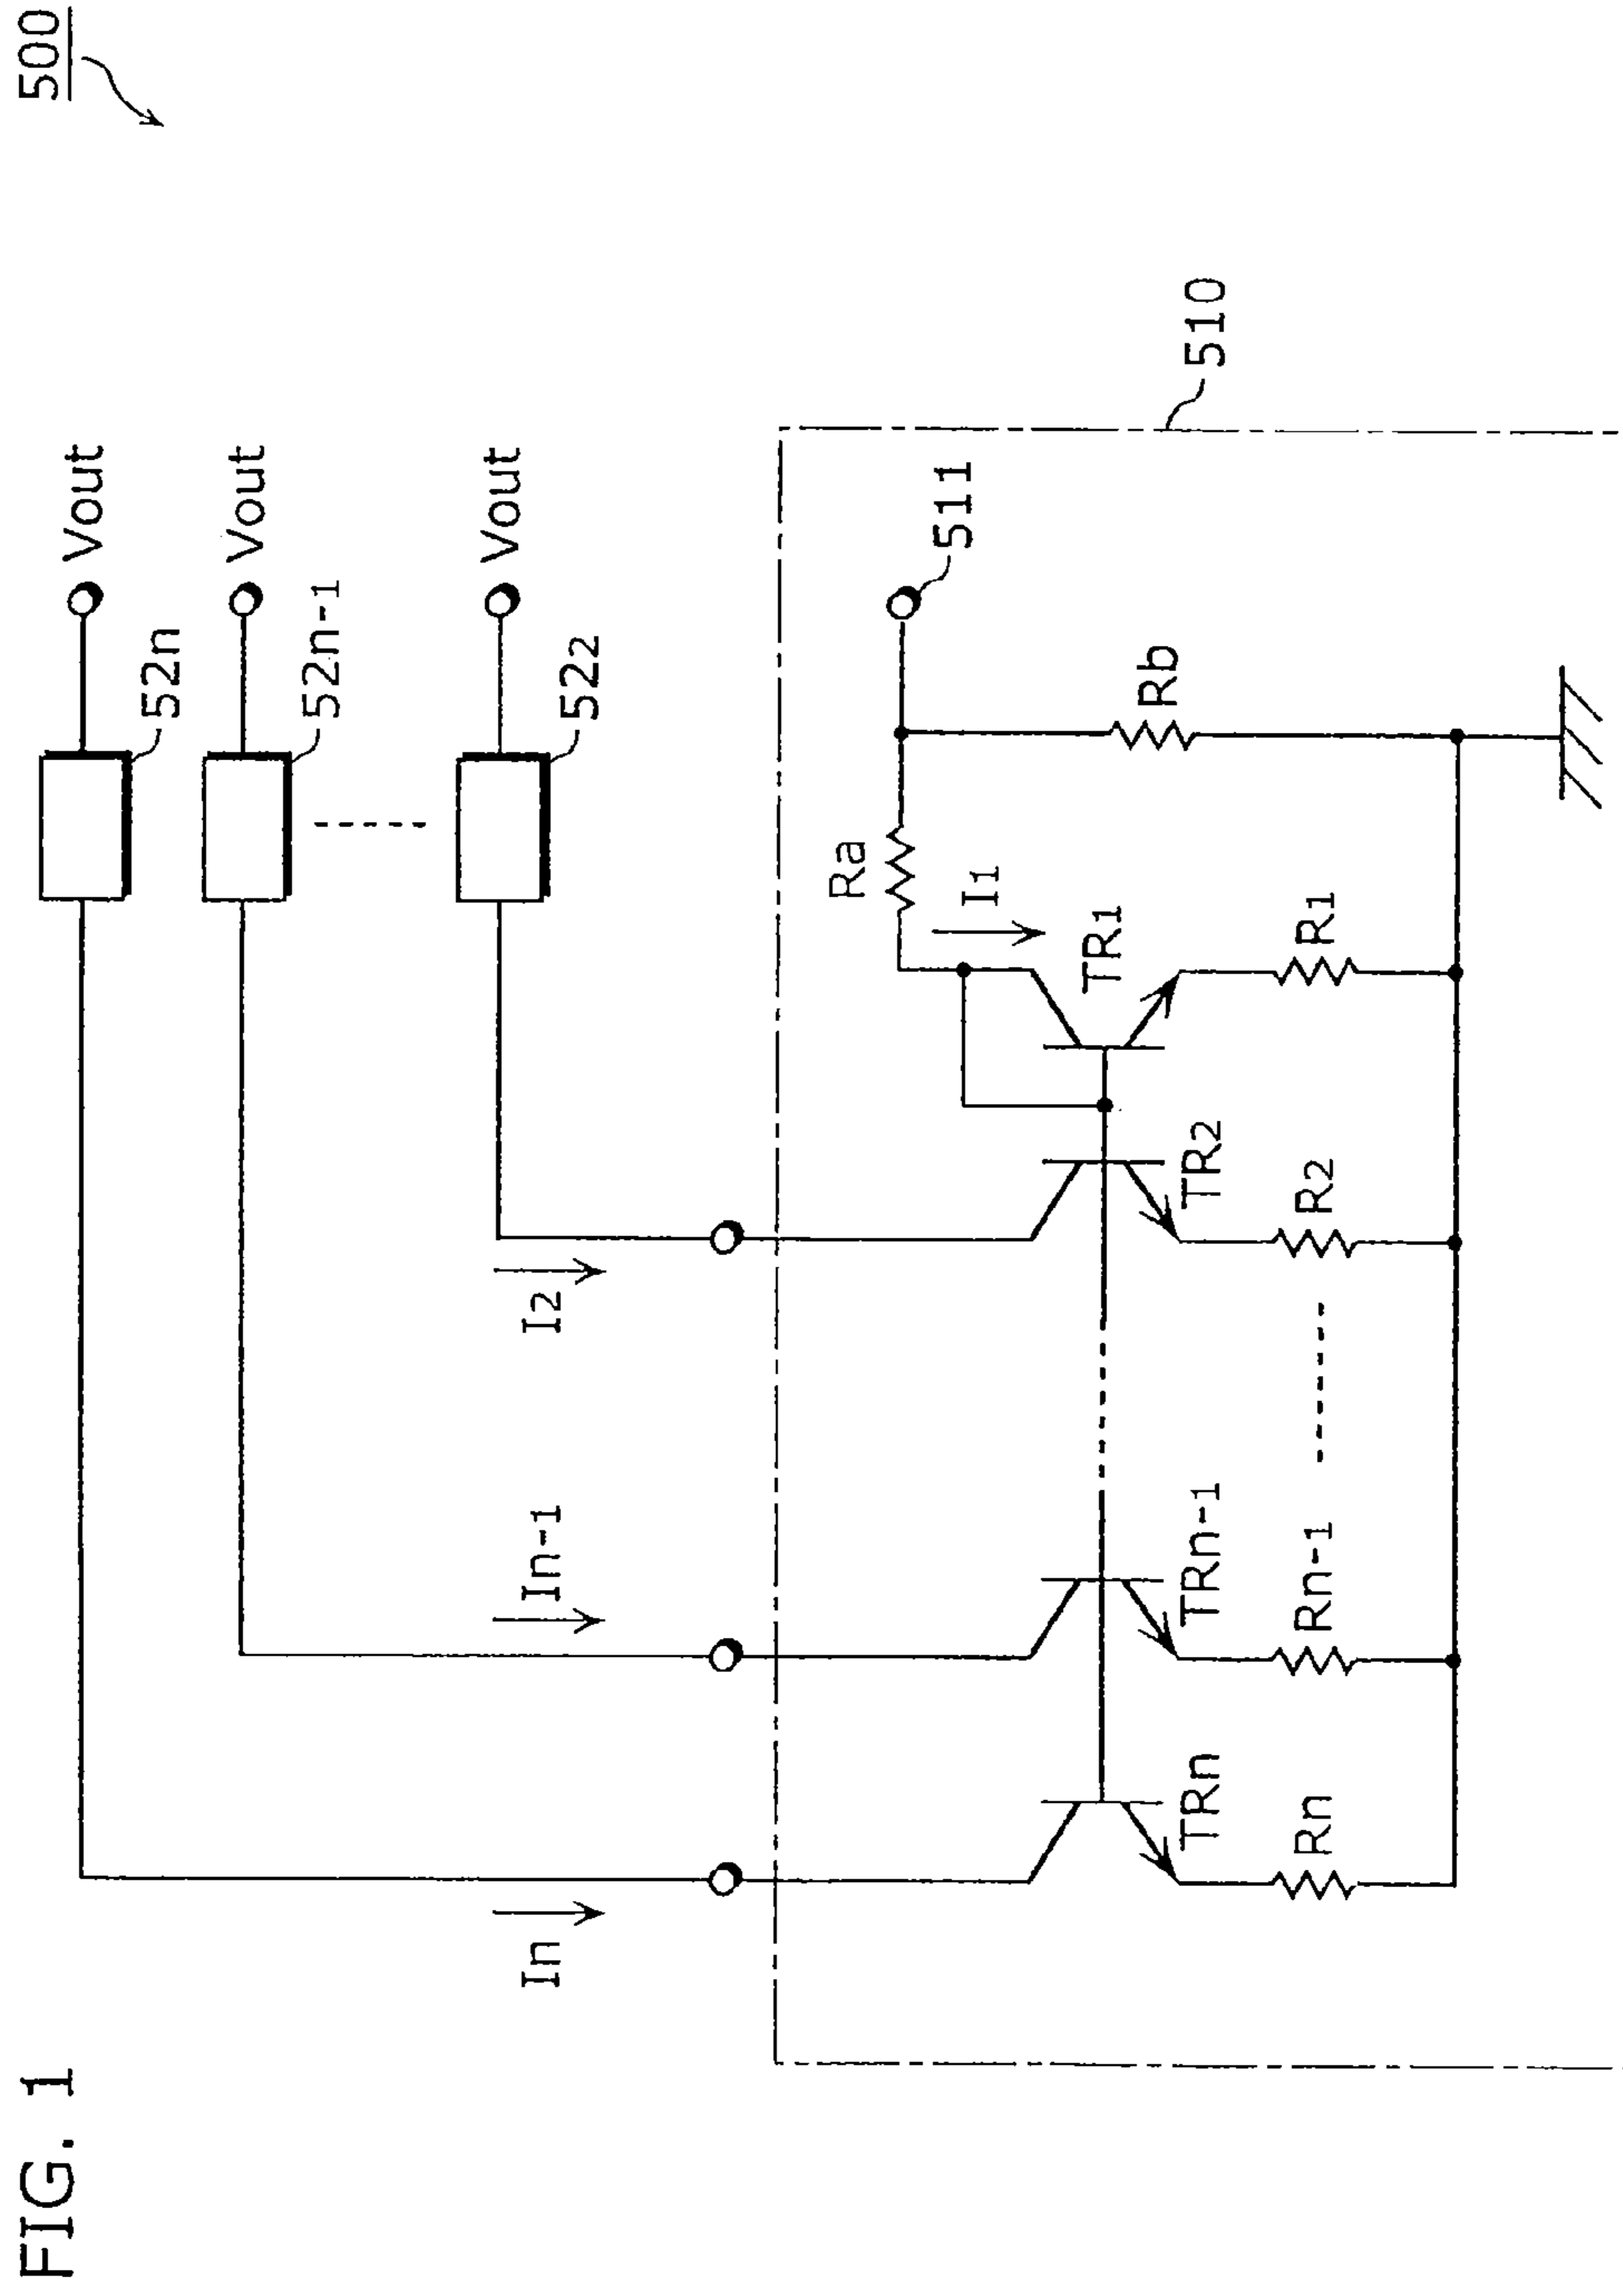 FIG. 1
500
Vout
52n
Vout
52n-1
Vout
522
In
In-1
I2
510
511
Ra
I1
Rb
TRn
TRn-1
TR2
TR1
Rn
Rn-1
R2
R1